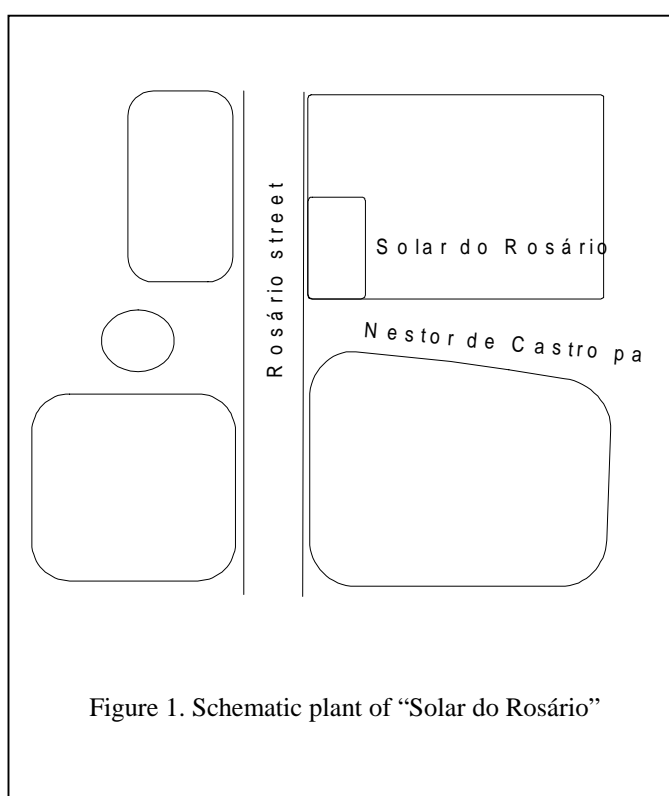 Rosário street
Solar do Rosário
Nestor de Castro pa
Figure 1. Schematic plant of “Solar do Rosário”